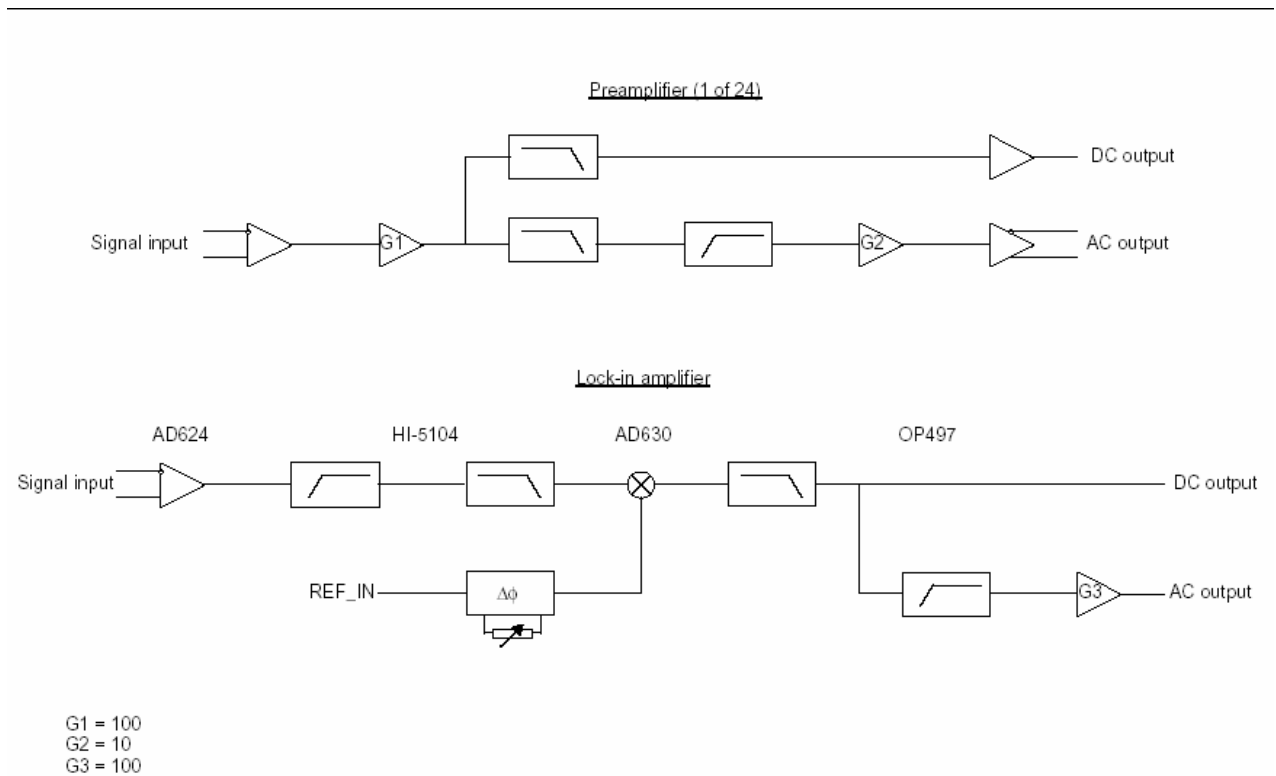 Preamplifier (1 of 24)
DC output
Signal input
G1
G2
AC output
Lock-in amplifier
AD624
HI-5104
AD630
OP497
Signal input
DC output
REF_IN
Δϕ
G3
AC output
G1 = 100
G2 = 10
G3 = 100